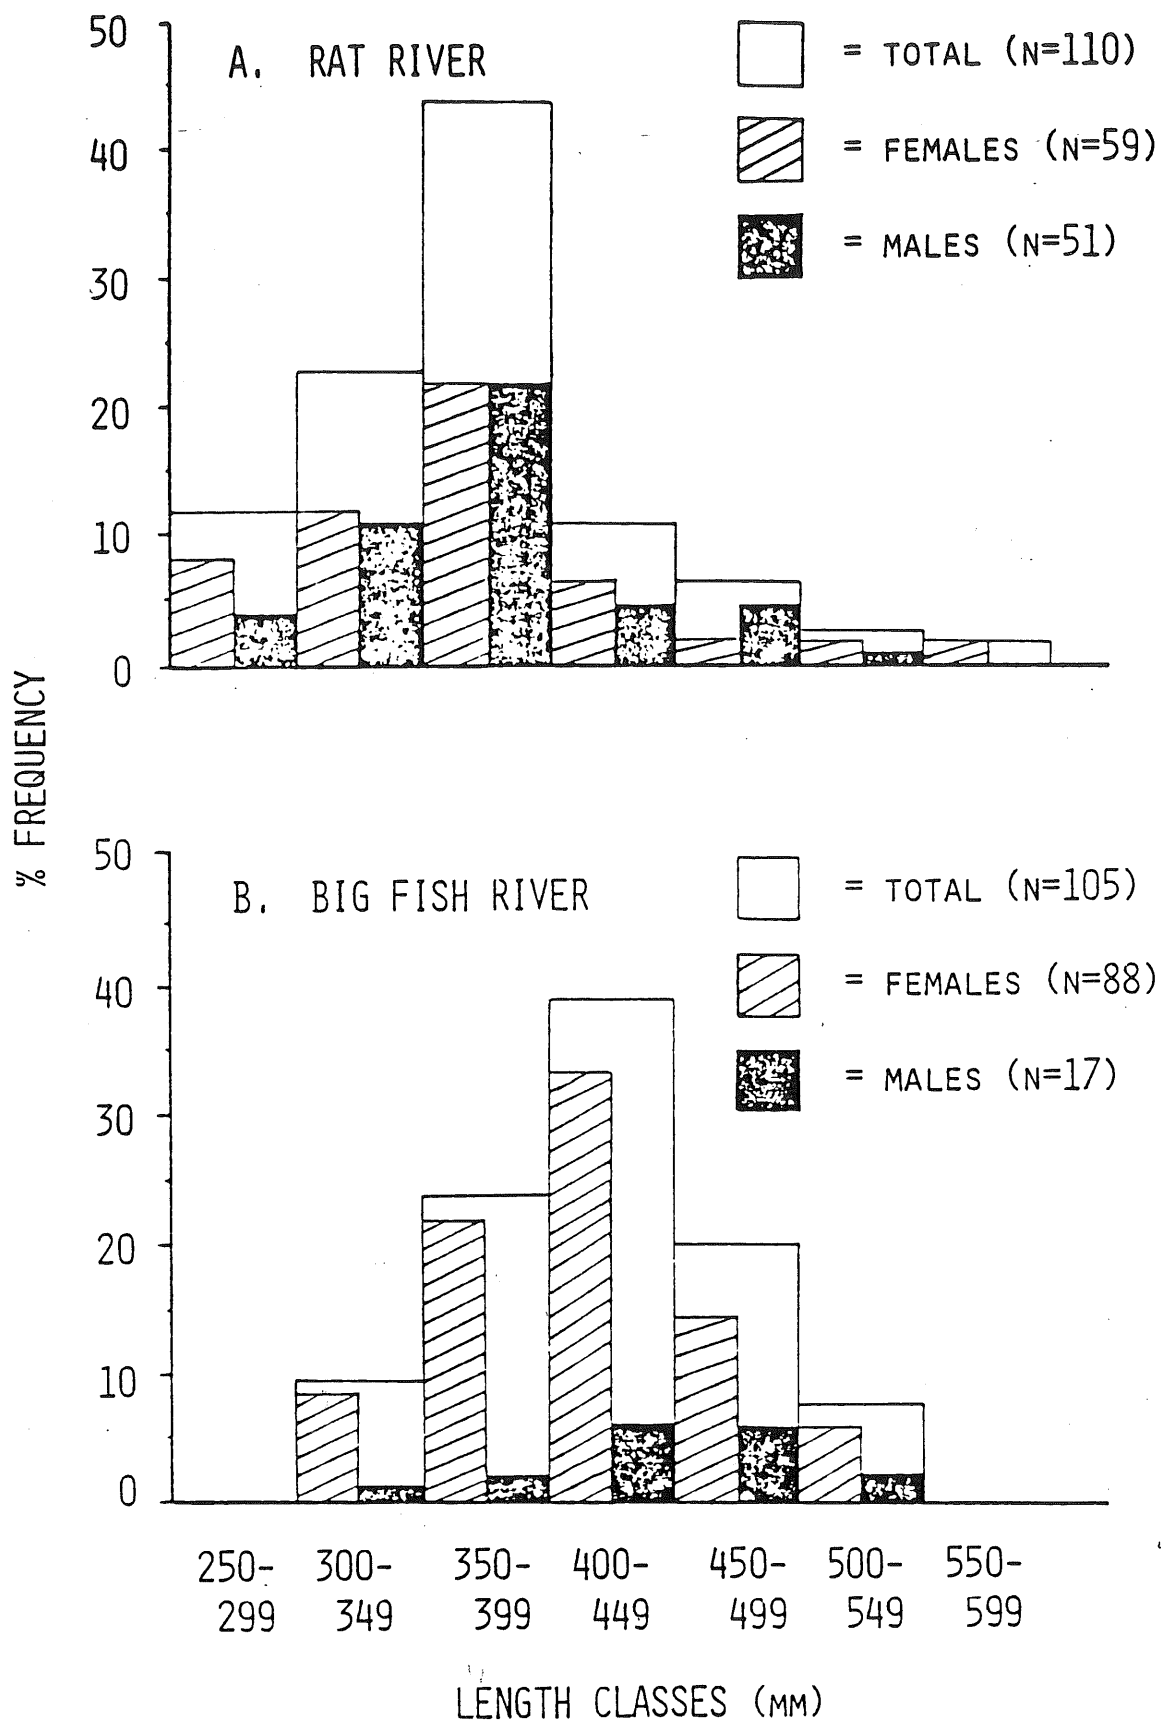 50
A. RAT RIVER
= TOTAL (N=110)
40
= FEMALES (N=59)
30
= MALES (N=51)
20
10
0
% FREQUENCY
50
B. BIG FISH RIVER
= TOTAL (N=105)
40
= FEMALES (N=88)
30
= MALES (N=17)
20
10
0
250- 300- 350- 400- 450- 500- 550-
299 349 399 449 499 549 599
LENGTH CLASSES (MM)